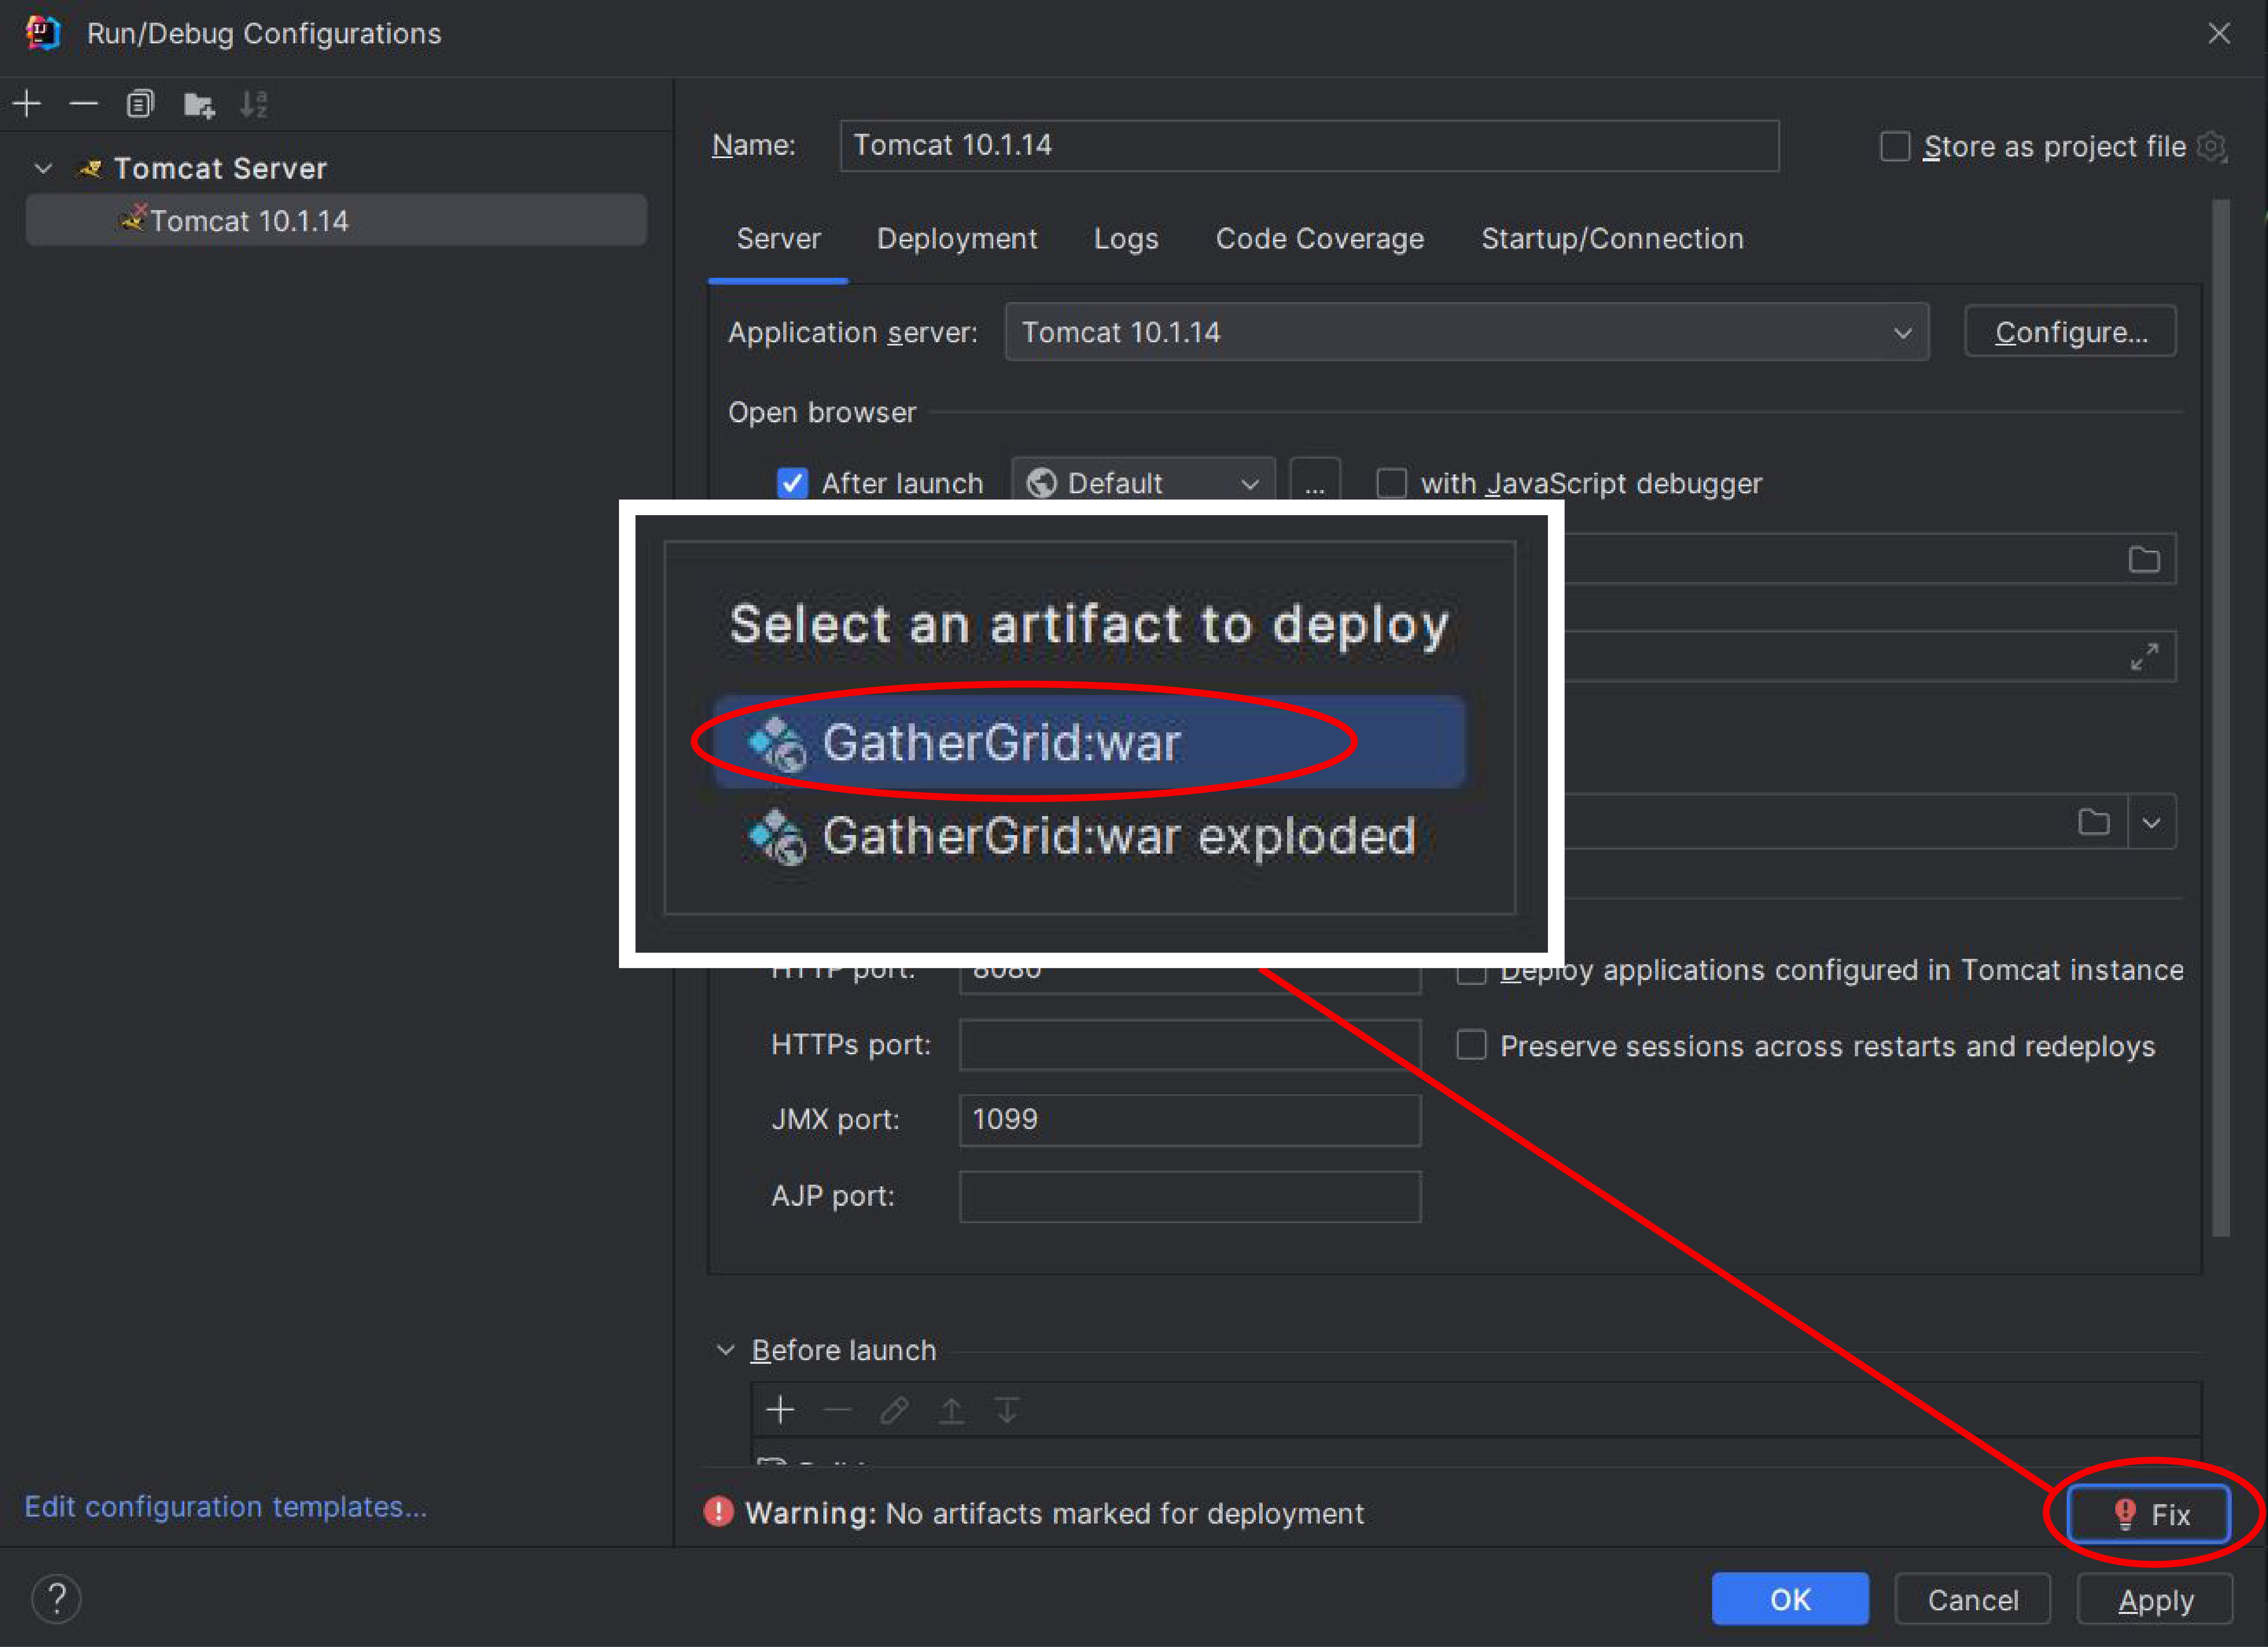 Run/Debug Configurations
Tomcat Server
Tomcat 10.1.14
Name: Tomcat 10.1.14 Store as project file
Server Deployment Logs Code Coverage Startup/Connection
Application server: Tomcat 10.1.14 Configure...
Open browser
After launch Default ... with JavaScript debugger
Select an artifact to deploy
GatherGrid:war
GatherGrid:war exploded
HTTP port: 8080 Deploy applications configured in Tomcat instance
HTTPs port: Preserve sessions across restarts and redeploys
JMX port: 1099
AJP port:
Before launch
Edit configuration templates...
Warning: No artifacts marked for deployment
Fix
? OK Cancel Apply